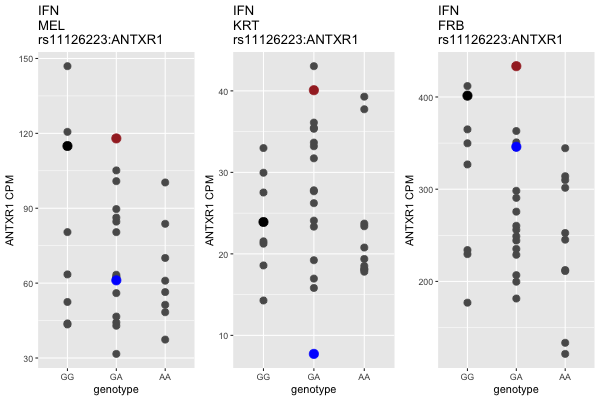 IFN
MEL
rs11126223:ANTXR1
150
120
90
60
30
ANTXR1 CPM
GG
GA
AA
genotype
IFN
KRT
rs11126223:ANTXR1
40
30
20
10
ANTXR1 CPM
GG
GA
AA
genotype
IFN
FRB
rs11126223:ANTXR1
400
300
200
ANTXR1 CPM
GG
GA
AA
genotype